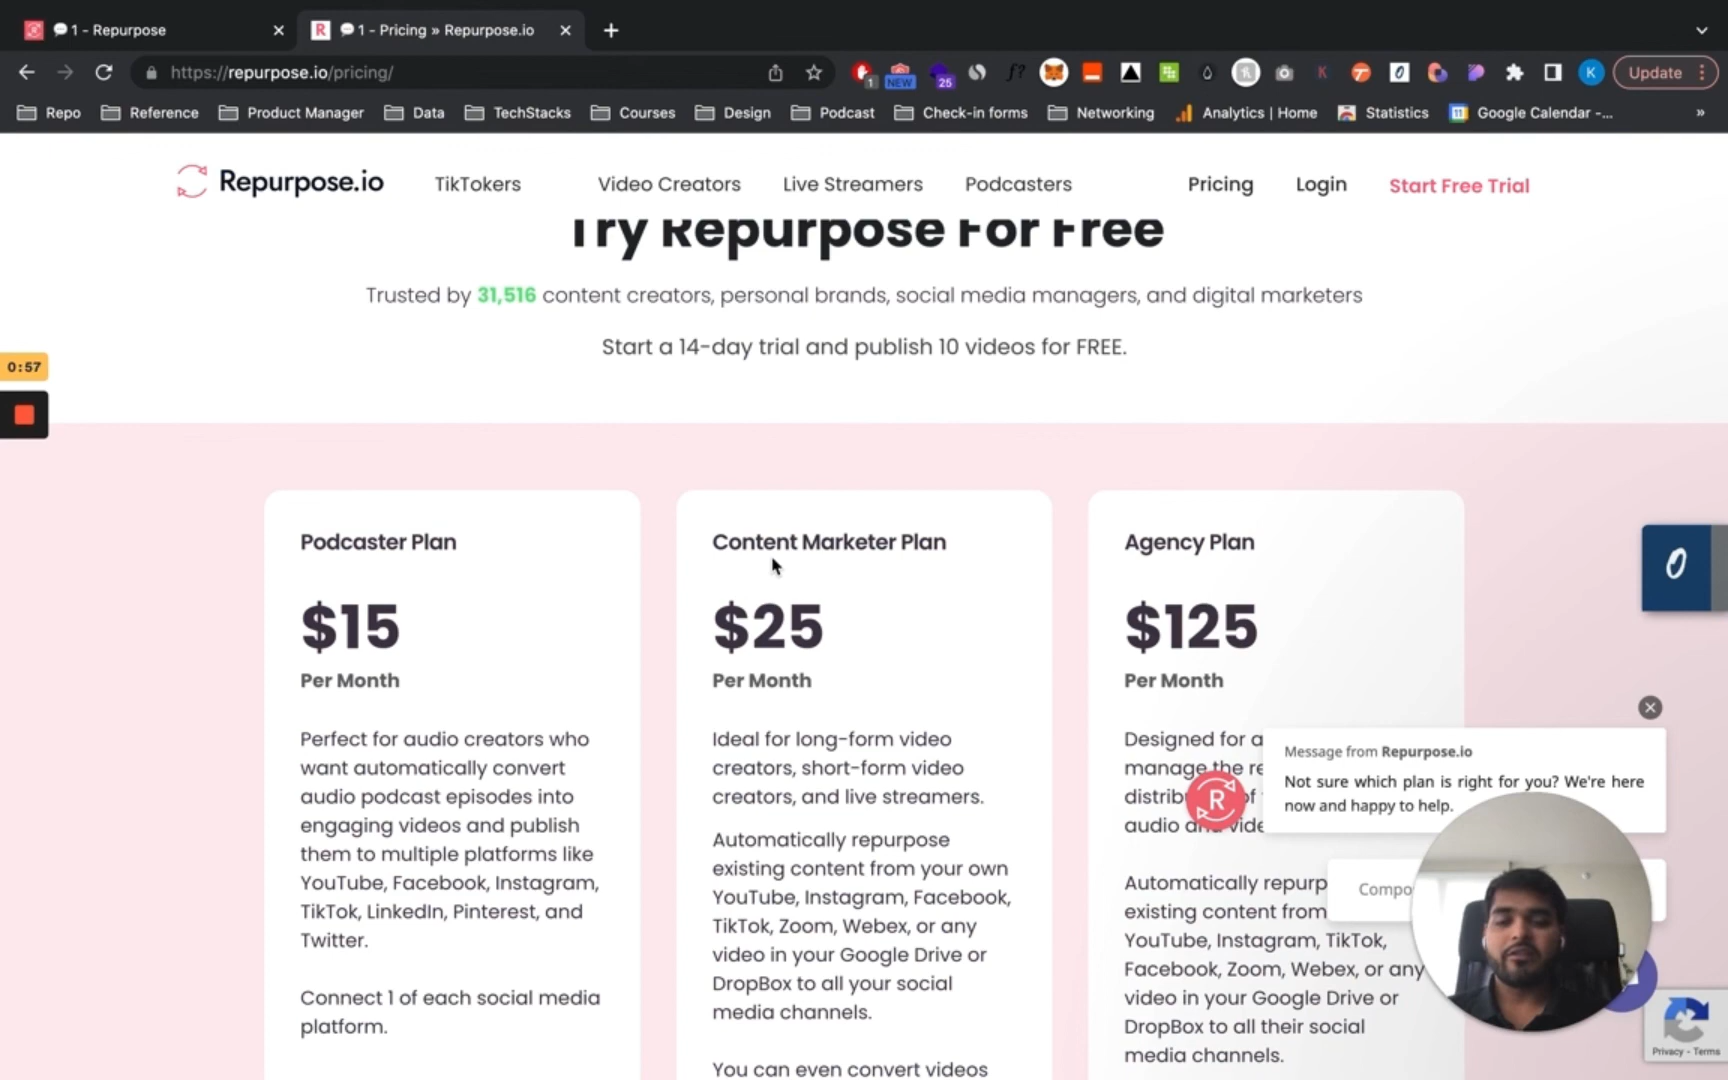 1 - Repurpose
1 - Pricing » Repurpose.io
https://repurpose.io/pricing/
1
NEW
25
K
Update
Repo
Reference
Product Manager
Data
TechStacks
Courses
Design
Podcast
Check-in forms
Networking
Analytics | Home
Statistics
Google Calendar -...
»
Repurpose.io
TikTokers
Video Creators
Live Streamers
Podcasters
Pricing
Login
Start Free Trial
Try Repurpose For Free
Trusted by 31,516 content creators, personal brands, social media managers, and digital marketers
Start a 14-day trial and publish 10 videos for FREE.
0:57
Podcaster Plan
$15
Per Month
Perfect for audio creators who
want automatically convert
audio podcast episodes into
engaging videos and publish
them to multiple platforms like
YouTube, Facebook, Instagram,
TikTok, LinkedIn, Pinterest, and
Twitter.
Connect 1 of each social media
platform.
Content Marketer Plan
$25
Per Month
Ideal for long-form video
creators, short-form video
creators, and live streamers.
Automatically repurpose
existing content from your own
YouTube, Instagram, Facebook,
TikTok, Zoom, Webex, or any
video in your Google Drive or
DropBox to all your social
media channels.
You can even convert videos
Agency Plan
$125
Per Month
Designed for a
manage the re
distrib of
audio and vide
Automatically repurp
existing content from
YouTube, Instagram, TikTok,
Facebook, Zoom, Webex, or any
video in your Google Drive or
DropBox to all their social
media channels.
Message from Repurpose.io
Not sure which plan is right for you? We're here
now and happy to help.
Compo
R
Privacy - Terms